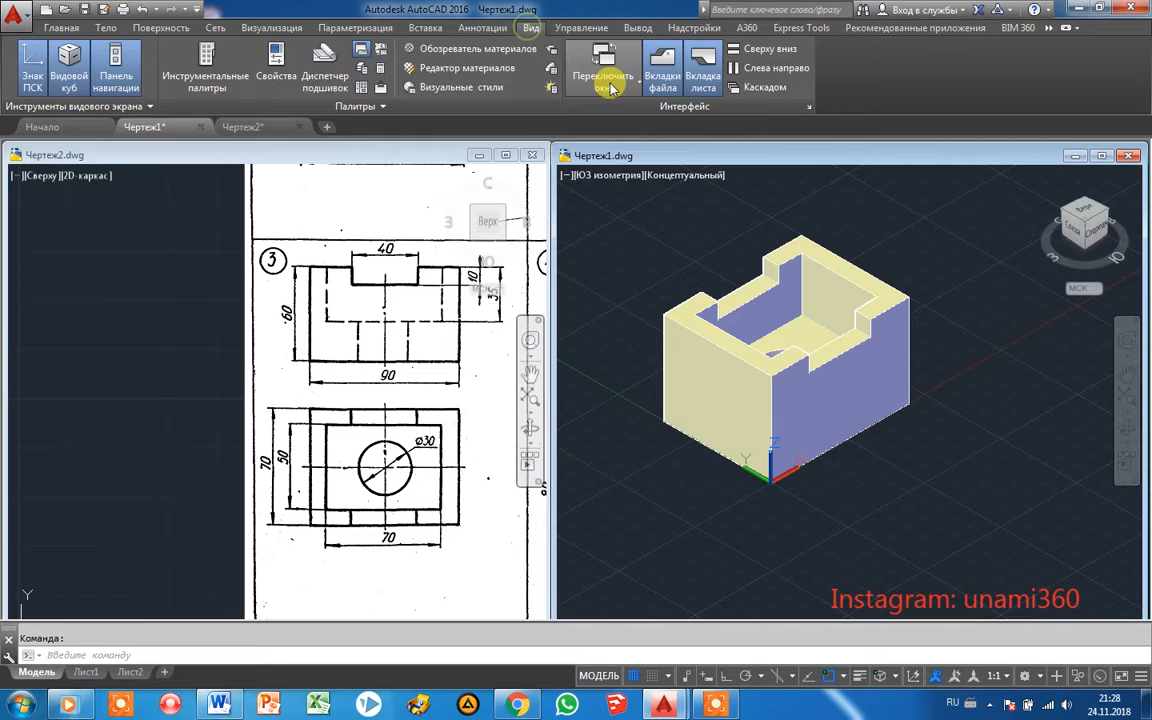 Autodesk AutoCAD 2016   Чертеж1.dwg
Введите ключевое слово/фразу
Вход в службы
Главная Тело Поверхность Сеть Визуализация Параметризация Вставка Аннотации Вид Управление Вывод Надстройки A360 Express Tools Рекомендованные приложения BIM 360
Знак ПСК
Видовой куб
Панель навигации
Инструментальные палитры
Свойства
Диспетчер подшивок
Обозреватель материалов
Редактор материалов
Визуальные стили
Переключить
Вкладки файла
Вкладка листа
Сверху вниз
Слева направо
Каскадом
Инструменты видового экрана
Палитры
Интерфейс
Начало
Чертеж1*
Чертеж2*
Чертеж2.dwg
[−][Сверху][2D-каркас]
С
З
Верх
3
40
10
35
60
90
Ø30
70
50
70
Y
Чертеж1.dwg
[−][ЮЗ изометрия][Концептуальный]
Верх
Слева
З
Ю
МСК
Z
Y
X
Instagram: unami360
Команда:
Введите команду
Модель
Лист1
Лист2
МОДЕЛЬ
1:1
RU
21:28
24.11.2018